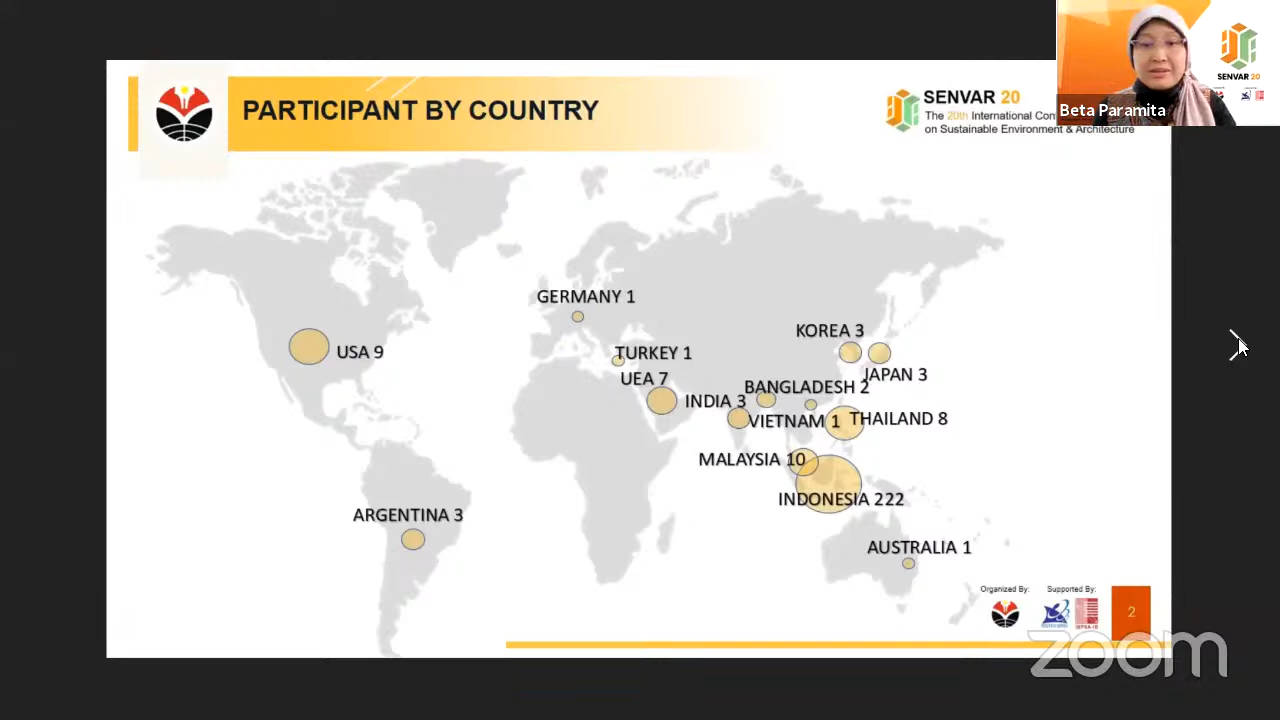 PARTICIPANT BY COUNTRY
SENVAR 20
The 20th International
on Sustainable Environment & Architecture
SENVAR 20
Beta Paramita
GERMANY 1
KOREA 3
USA 9
TURKEY 1
JAPAN 3
UEA 7
BANGLADESH 2
INDIA 3
VIETNAM 1
THAILAND 8
MALAYSIA 10
INDONESIA 222
ARGENTINA 3
AUSTRALIA 1
Organized By:
Supported By:
2
zoom